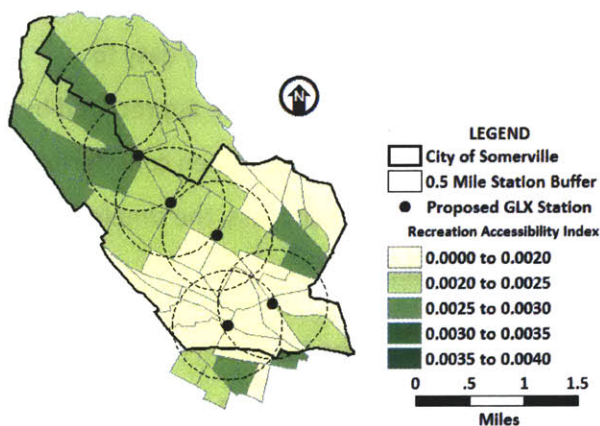 N
LEGEND
City of Somerville
0.5 Mile Station Buffer
Proposed GLX Station
Recreation Accessibility Index
0.0000 to 0.0020
0.0020 to 0.0025
0.0025 to 0.0030
0.0030 to 0.0035
0.0035 to 0.0040
0 .5 1 1.5
Miles